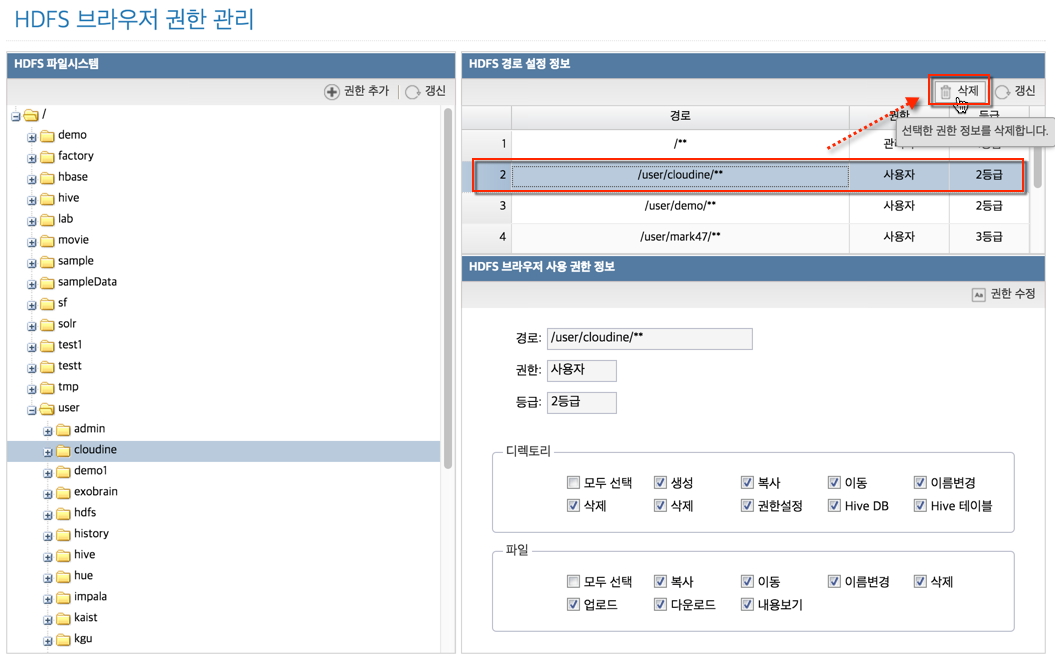 HDFS 브라우저 권한 관리
HDFS 파일시스템
권한 추가
갱신
/
demo
factory
hbase
hive
lab
movie
sample
sampleData
sf
solr
test1
testt
tmp
user
admin
cloudine
demo1
exobrain
hdfs
history
hive
hue
impala
kaist
kgu
HDFS 경로 설정 정보
삭제
갱신
경로 권한 등급
선택한 권한 정보를 삭제합니다.
1 /**
2 /user/cloudine/** 사용자 2등급
3 /user/demo/** 사용자 2등급
4 /user/mark47/** 사용자 3등급
HDFS 브라우저 사용 권한 정보
권한 수정
경로: /user/cloudine/**
권한: 사용자
등급: 2등급
디렉토리
모두 선택 생성 복사 이동 이름변경
삭제 삭제 권한설정 Hive DB Hive 테이블
파일
모두 선택 복사 이동 이름변경 삭제
업로드 다운로드 내용보기